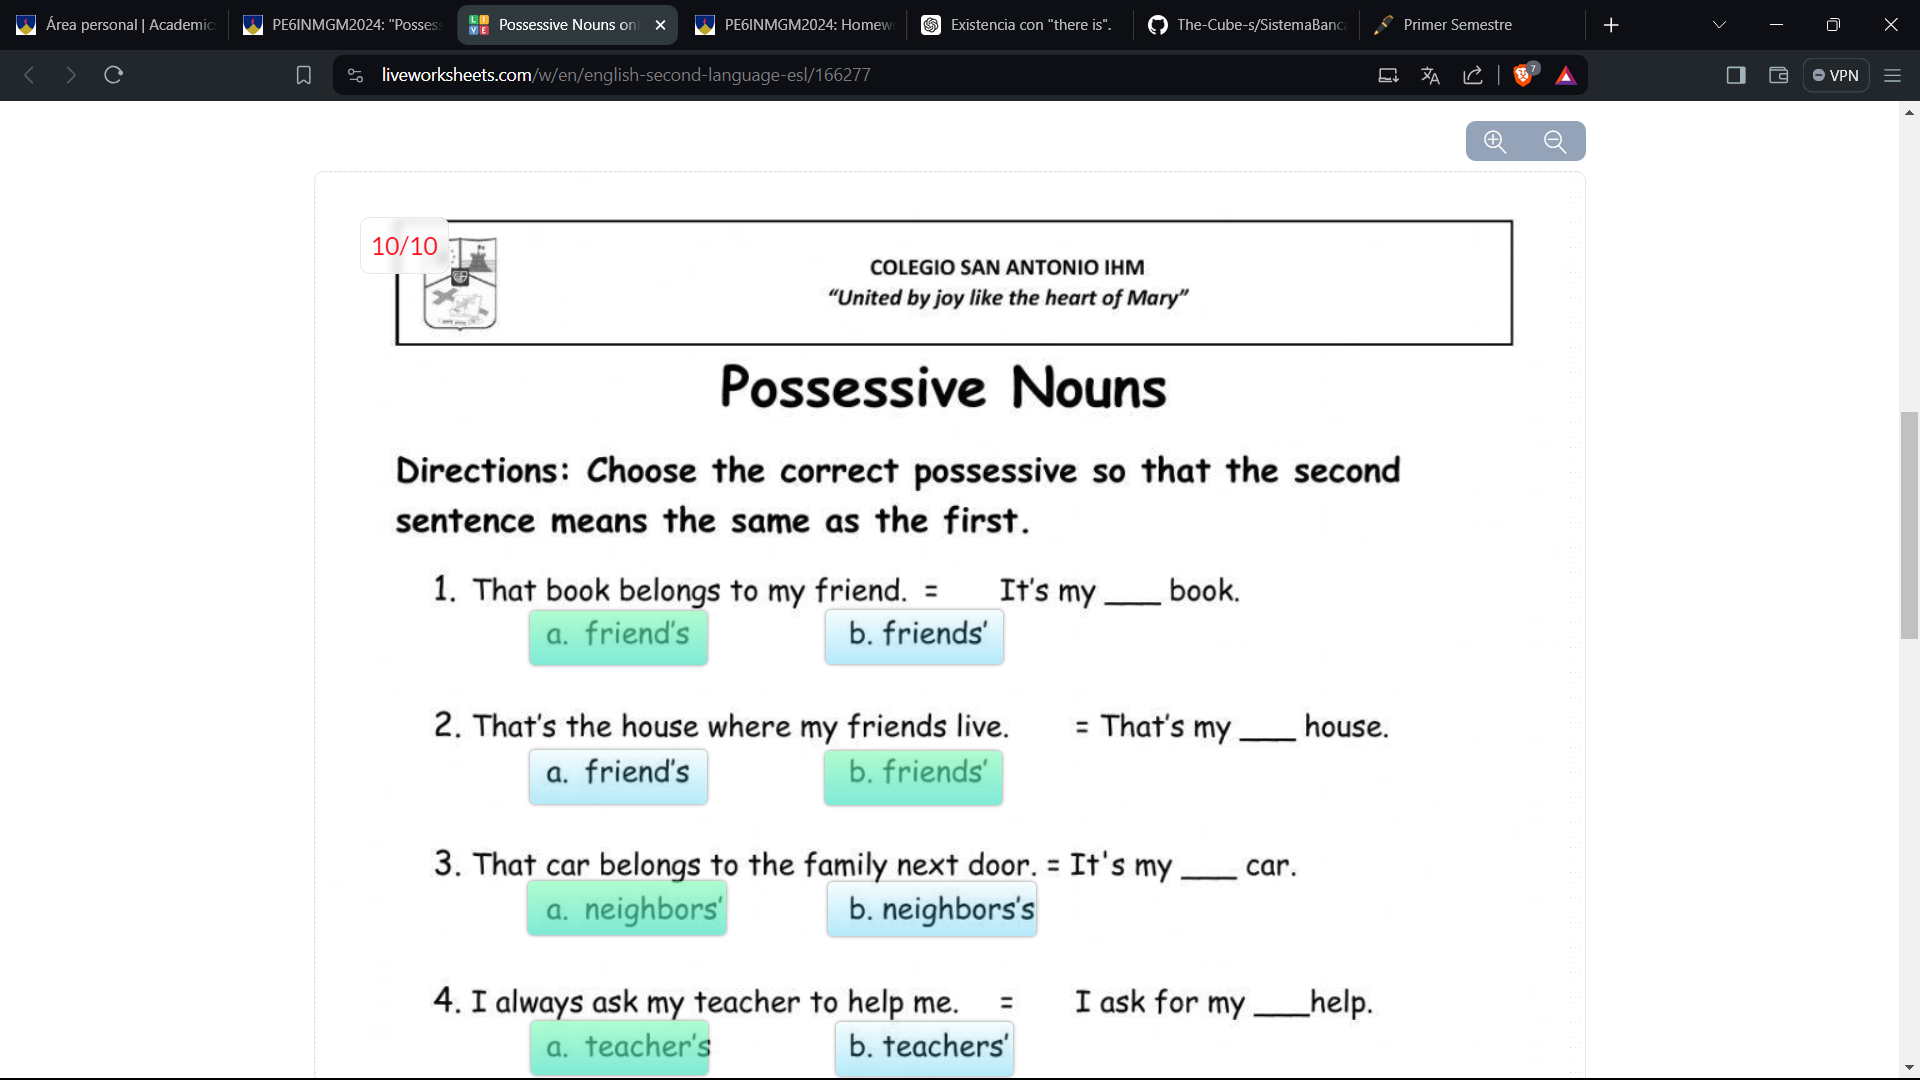 Área personal | Academic
PE6INMGM2024: "Possess
Possessive Nouns on
PE6INMGM2024: Homew
Existencia con "there is".
The-Cube-s/SistemaBanca
Primer Semestre
liveworksheets.com/w/en/english-second-language-esl/166277
7
VPN
10/10
COLEGIO SAN ANTONIO IHM
“United by joy like the heart of Mary”
Possessive Nouns
Directions: Choose the correct possessive so that the second
sentence means the same as the first.
1. That book belongs to my friend. = It's my ____ book.
a. friend's b. friends'
2. That's the house where my friends live. = That's my ____ house.
a. friend's b. friends'
3. That car belongs to the family next door. = It's my ____ car.
a. neighbors' b. neighbors's
4. I always ask my teacher to help me. = I ask for my ____help.
a. teacher's b. teachers'